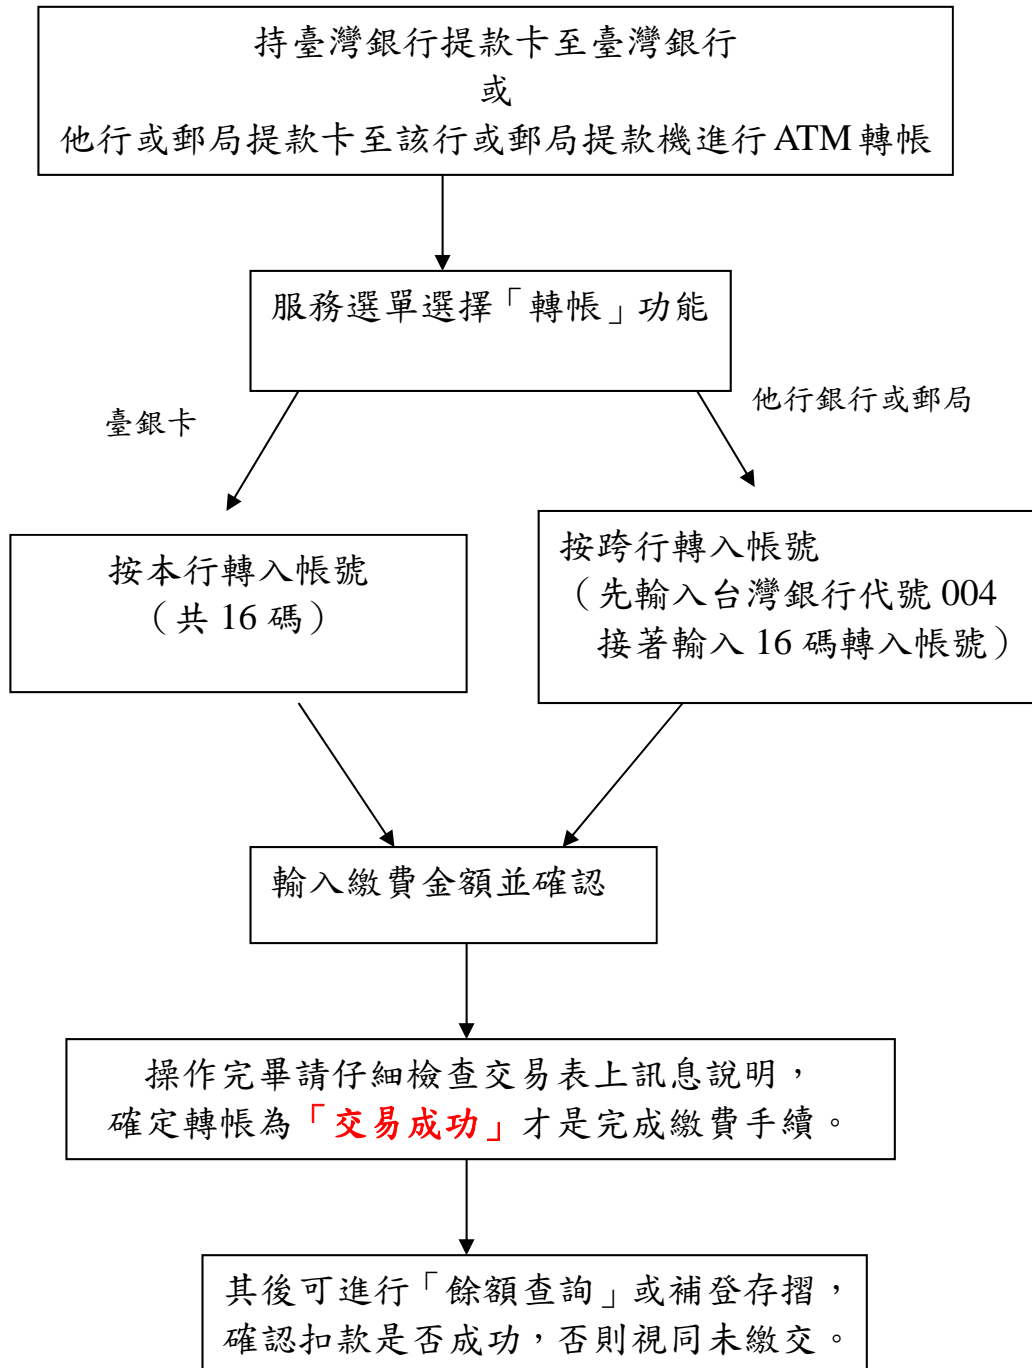 持臺灣銀行提款卡至臺灣銀行
或
他行或郵局提款卡至該行或郵局提款機進行ATM轉帳
服務選單選擇「轉帳」功能
臺銀卡
他行銀行或郵局
按本行轉入帳號
（共 16 碼）
按跨行轉入帳號
（先輸入台灣銀行代號 004
接著輸入 16 碼轉入帳號）
輸入繳費金額並確認
操作完畢請仔細檢查交易表上訊息說明，
確定轉帳為「交易成功」才是完成繳費手續。
其後可進行「餘額查詢」或補登存摺，
確認扣款是否成功，否則視同未繳交。